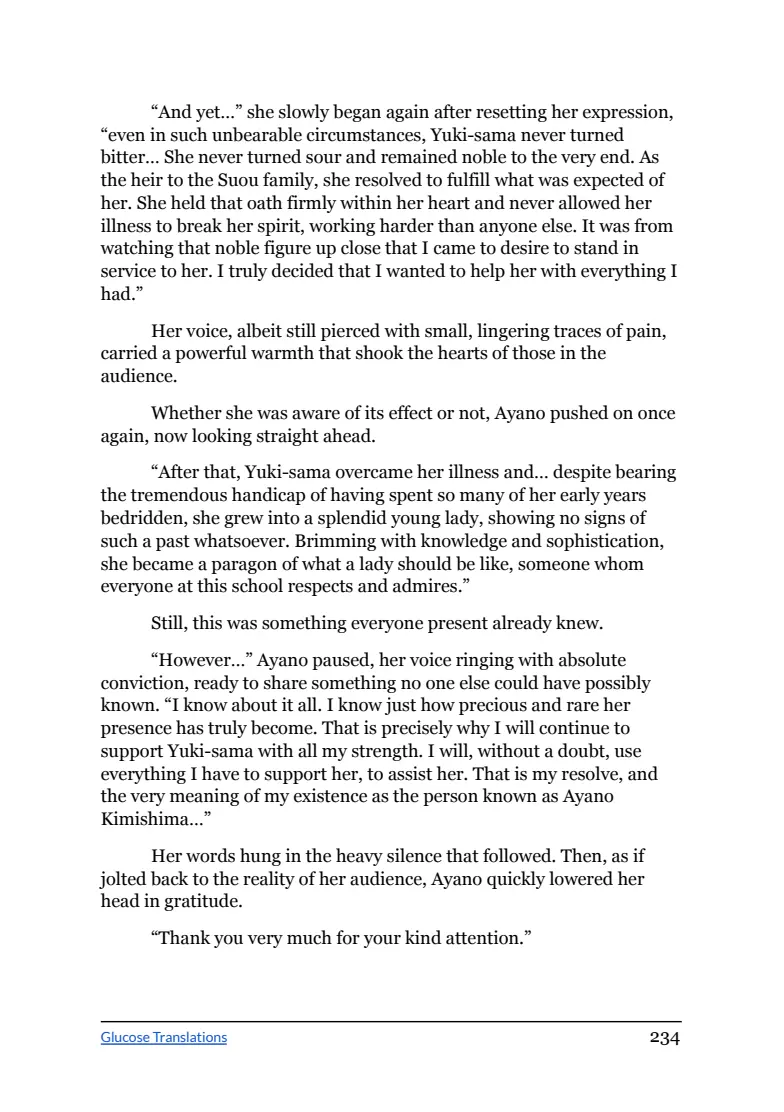 “And yet...” she slowly began again after resetting her expression,
“even in such unbearable circumstances, Yuki-sama never turned
bitter... She never turned sour and remained noble to the very end. As
the heir to the Suou family, she resolved to fulfill what was expected of
her. She held that oath firmly within her heart and never allowed her
illness to break her spirit, working harder than anyone else. It was from
watching that noble figure up close that I came to desire to stand in
service to her. I truly decided that I wanted to help her with everything I
had.”
Her voice, albeit still pierced with small, lingering traces of pain,
carried a powerful warmth that shook the hearts of those in the
audience.
Whether she was aware of its effect or not, Ayano pushed on once
again, now looking straight ahead.
“After that, Yuki-sama overcame her illness and... despite bearing
the tremendous handicap of having spent so many of her early years
bedridden, she grew into a splendid young lady, showing no signs of
such a past whatsoever. Brimming with knowledge and sophistication,
she became a paragon of what a lady should be like, someone whom
everyone at this school respects and admires.”
Still, this was something everyone present already knew.
“However...” Ayano paused, her voice ringing with absolute
conviction, ready to share something no one else could have possibly
known. “I know about it all. I know just how precious and rare her
presence has truly become. That is precisely why I will continue to
support Yuki-sama with all my strength. I will, without a doubt, use
everything I have to support her, to assist her. That is my resolve, and
the very meaning of my existence as the person known as Ayano
Kimishima...”
Her words hung in the heavy silence that followed. Then, as if
jolted back to the reality of her audience, Ayano quickly lowered her
head in gratitude.
“Thank you very much for your kind attention.”
Glucose Translations
234